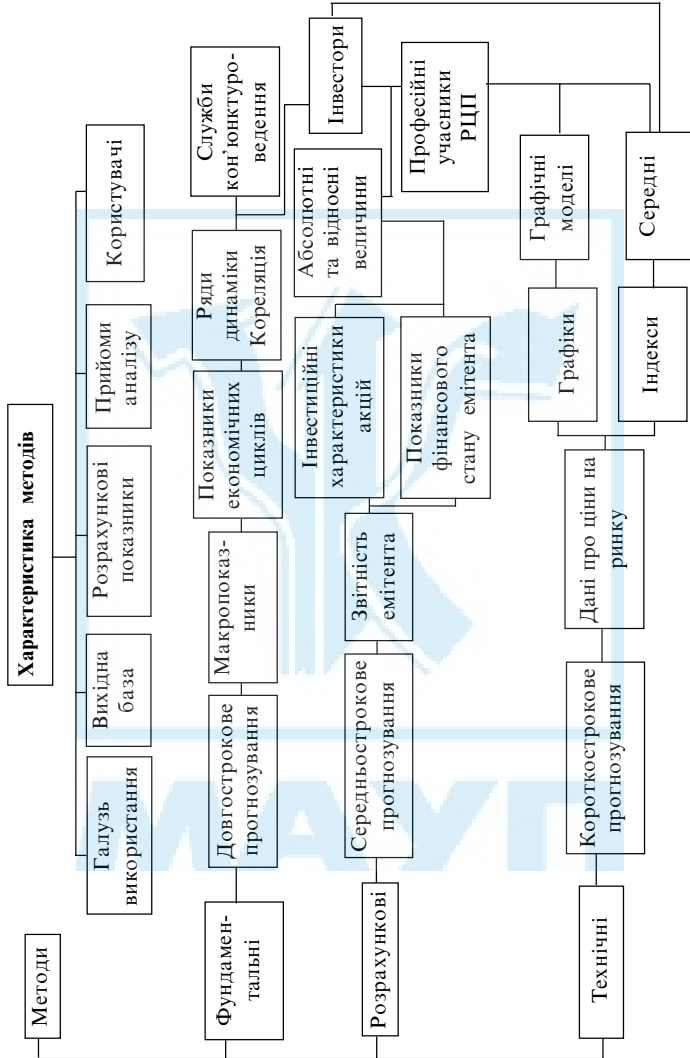 Методи
Характеристика методів
Галузь
використання
Вихідна
база
Розрахункові
показники
Прийоми
аналізу
Користувачі
Фундамен-
тальні
Довгострокове
прогнозування
Макропоказ-
ники
Показники
економічних
циклів
Ряди
динаміки
Кореляція
Служби
кон’юнктуро-
ведення
Розрахункові
Середньострокове
прогнозування
Звітність
емітента
Інвестиційні
характеристики
акцій
Показники
фінансового
стану емітента
Абсолютні
та відносні
величини
Інвестори
Професійні
учасники
РЦП
Технічні
Короткострокове
прогнозування
Дані про ціни на
ринку
Графіки
Графічні
моделі
Індекси
Середні
МАУП